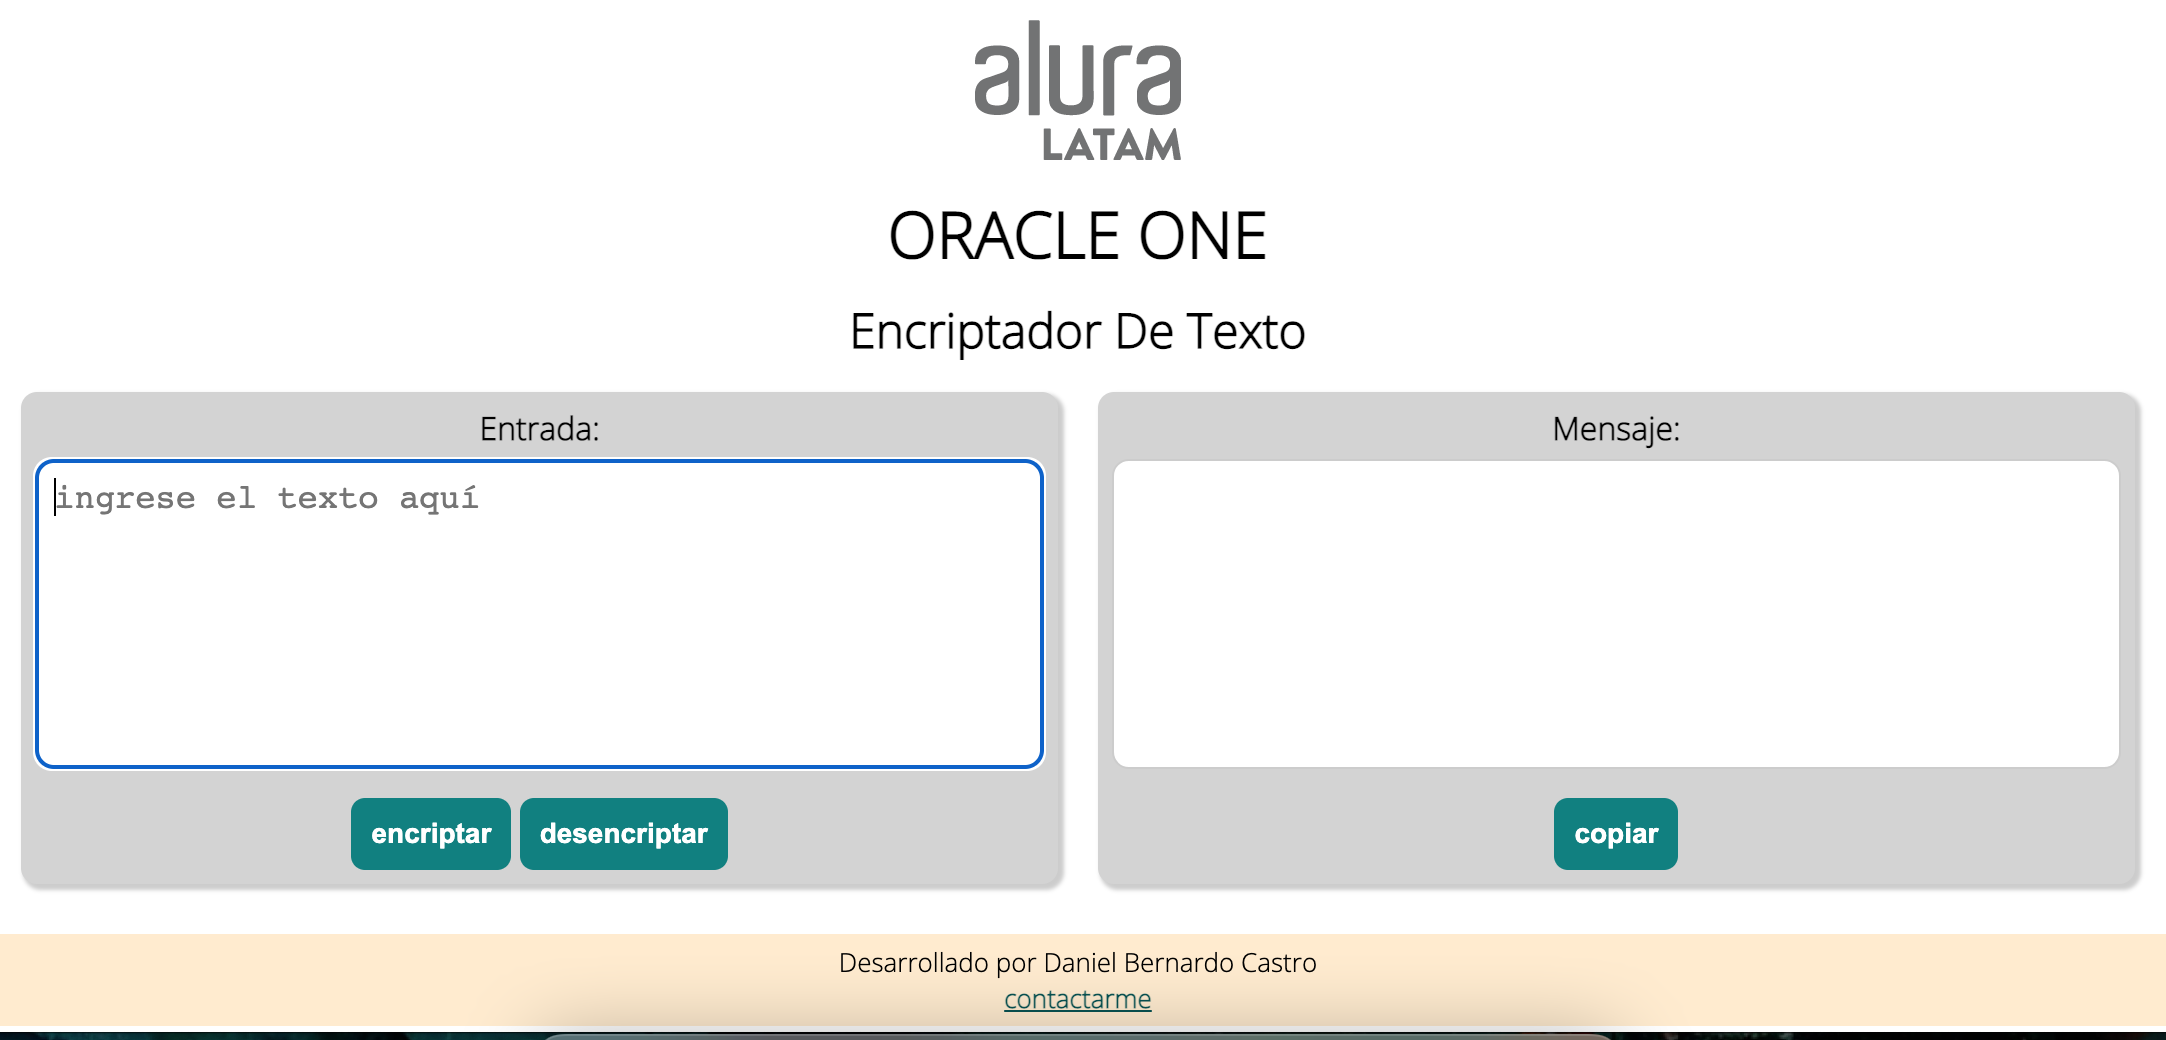 alura
LATAM
ORACLE ONE
Encriptador De Texto
Entrada:
ingrese el texto aquí
encriptar desencriptar
Mensaje:
copiar
Desarrollado por Daniel Bernardo Castro
contactarme